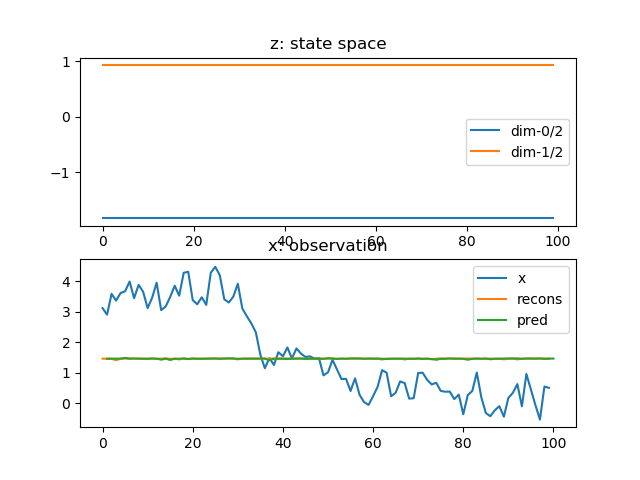 z: state space
1
0
−1
dim-0/2
dim-1/2
0 20 40 60 80 100
x: observation
4
3
2
1
0
x
recons
pred
0 20 40 60 80 100